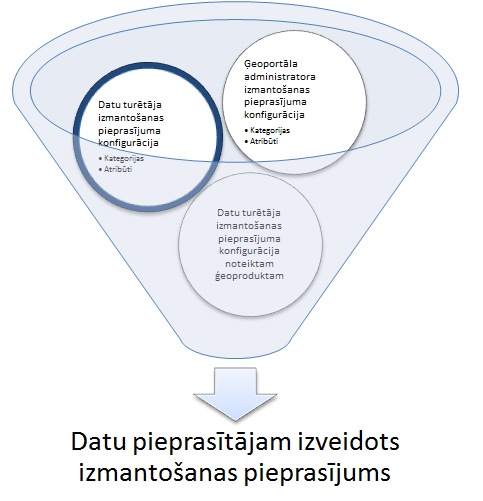 Ģeoportāla
administratora
izmantošanas
pieprasījuma
konfigurācija
• Kategorijas
• Atribūti
Datu turētāja
izmantošanas
pieprasījuma
konfigurācija
• Kategorijas
• Atribūti
Datu turētāja
izmantošanas
pieprasījuma
konfigurācija
noteiktam
ģeoproduktam
Datu pieprasītājam izveidots
izmantošanas pieprasījums